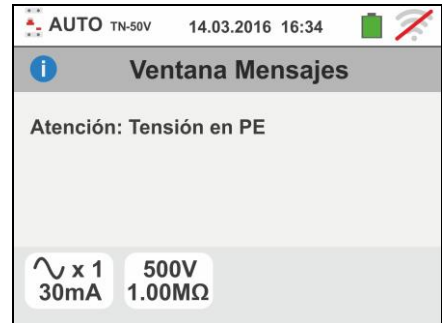 AUTO TN-50V 14.03.2016 16:34
i Ventana Mensajes
Atención: Tensión en PE
x 1 500V
30mA 1.00MΩ